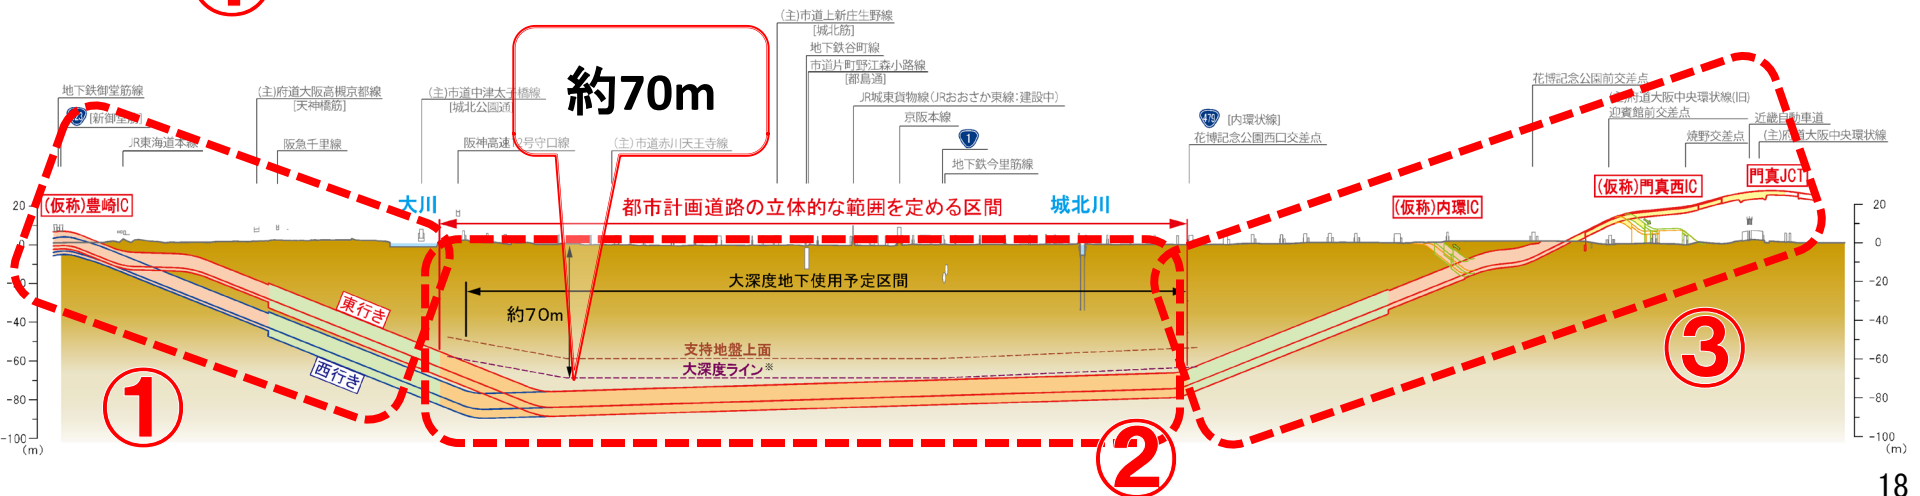 (主)市道上新庄生野線
[城北筋]
地下鉄谷町線
市道片町野江森小路線
[都島通]
約70m
地下鉄御堂筋線
423
[新御堂筋]
JR東海道本線
(主)府道大阪高槻京都線
[天神橋筋]
阪急千里線
(主)市道中津太子橋線
[城北公園通]
阪神高速12号守口線
(主)市道赤川天王寺線
JR城東貨物線(JRおおさか東線:建設中)
京阪本線
1
地下鉄今里筋線
479
[内環状線]
花博記念公園西口交差点
花博記念公園前交差点
(主)府道大阪中央環状線(旧)
迎賓館前交差点
近畿自動車道
焼野交差点
(主)府道大阪中央環状線
(仮称)豊崎IC
大川
都市計画道路の立体的な範囲を定める区間
城北川
(仮称)内環IC
(仮称)門真西IC
門真JCT
大深度地下使用予定区間
約70m
東行き
西行き
支持地盤上面
大深度ライン※
①
②
③
20
0
-20
-40
-60
-80
-100
(m)
20
0
-20
-40
-60
-80
-100
(m)
18